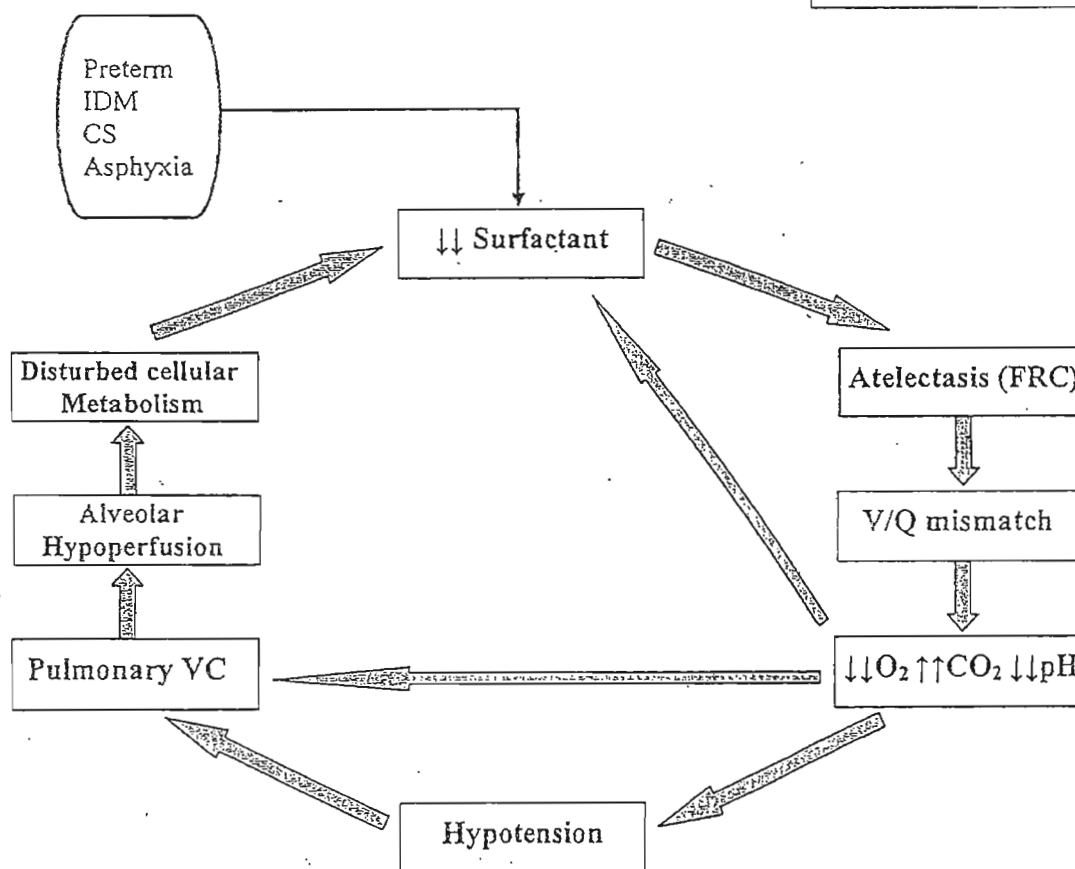 Preterm
IDM
CS
Asphyxia
↓↓ Surfactant
Disturbed cellular
Metabolism
Atelectasis (FRC)
Alveolar
Hypoperfusion
V/Q mismatch
Pulmonary VC
↓↓O₂ ↑↑CO₂ ↓↓pH
Hypotension